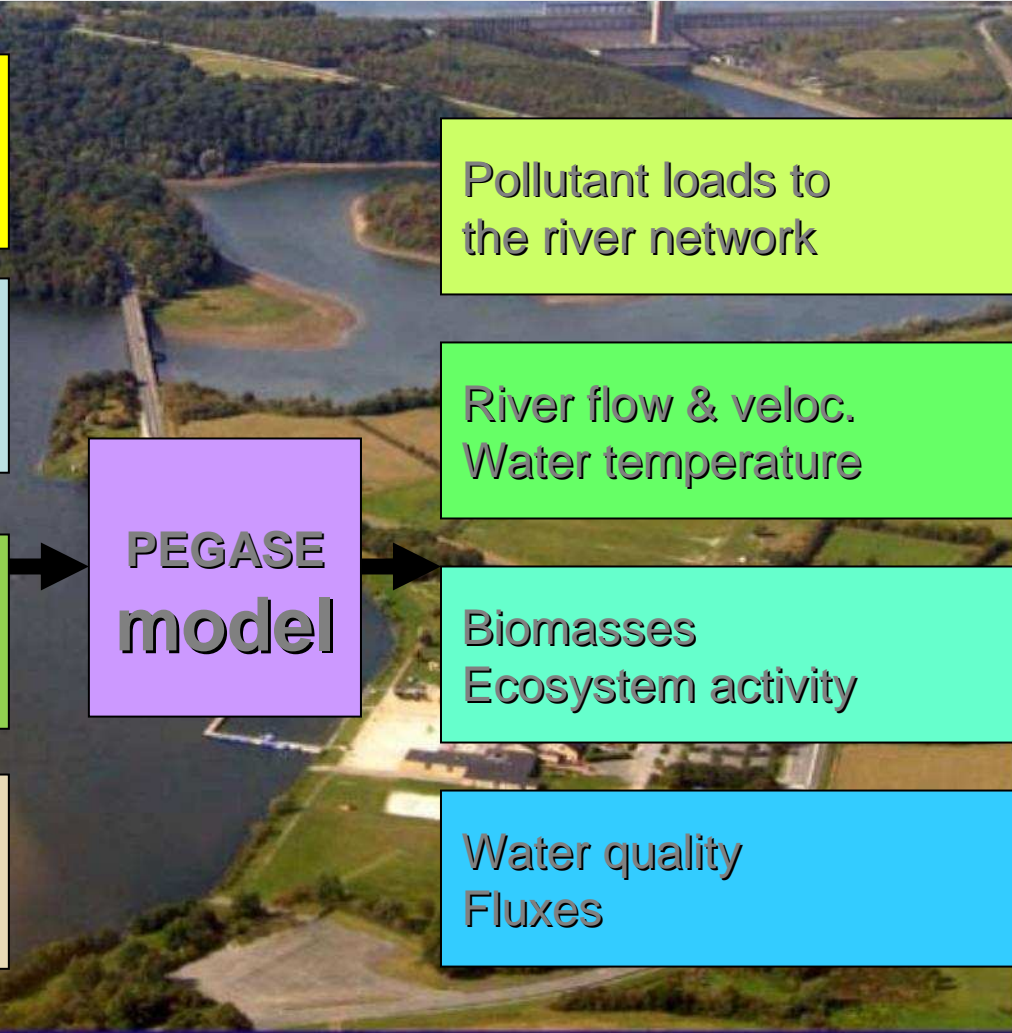 Pollutant loads to
the river network
River flow & veloc.
Water temperature
PEGASE
model
Biomasses
Ecosystem activity
Water quality
Fluxes